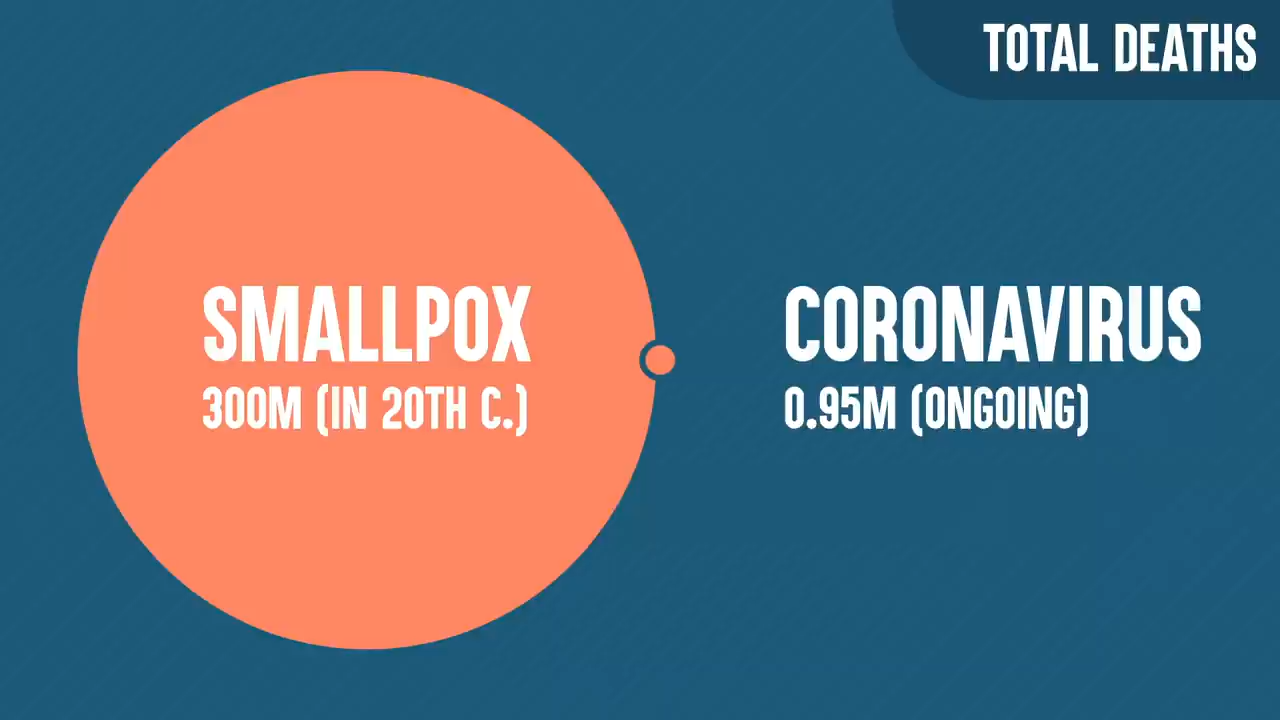 TOTAL DEATHS
SMALLPOX
300M (IN 20TH C.)
CORONAVIRUS
0.95M (ONGOING)